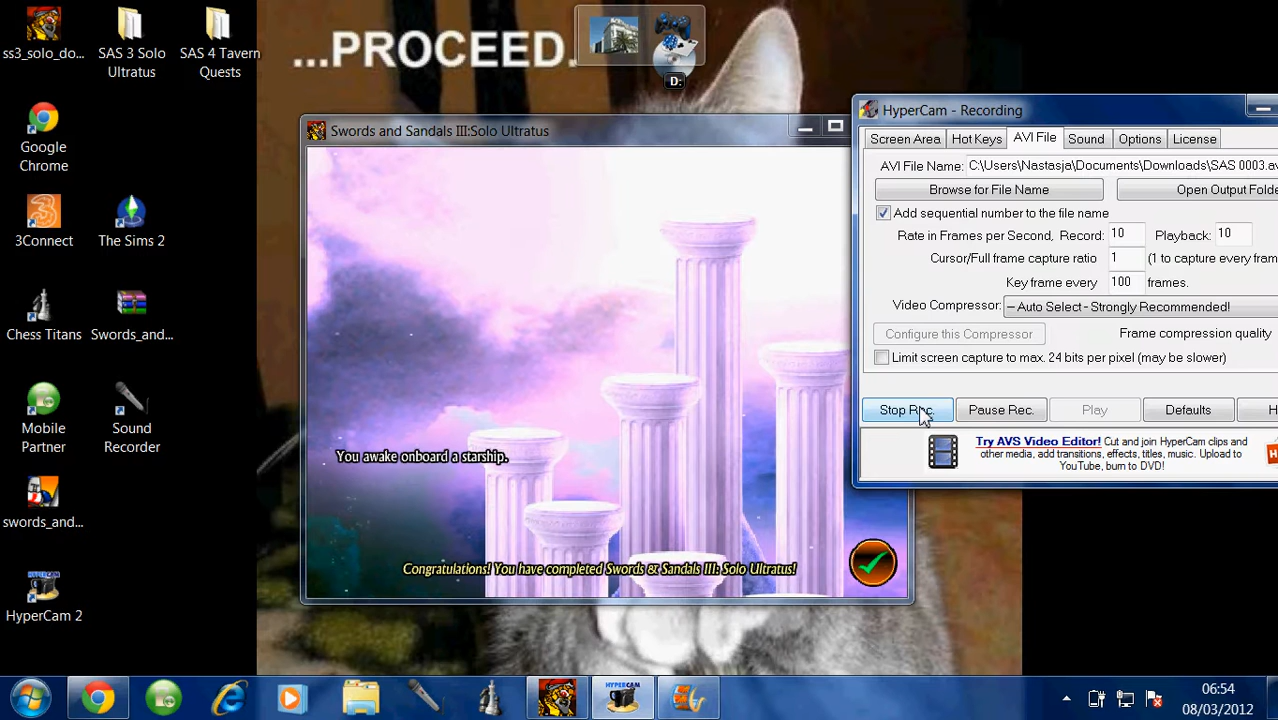 ...PROCEED.
ss3_solo_do...
SAS 3 Solo
Ultratus
SAS 4 Tavern
Quests
D:
Google
Chrome
3Connect
The Sims 2
Chess Titans
Swords_and...
Mobile
Partner
Sound
Recorder
swords_and...
HyperCam 2
Swords and Sandals III:Solo Ultratus
You awake onboard a starship.
Congratulations! You have completed Swords & Sandals III: Solo Ultratus!
HyperCam - Recording
Screen Area
Hot Keys
AVI File
Sound
Options
License
AVI File Name:
C:\Users\Nastasja\Documents\Downloads\SAS 0003.av
Browse for File Name
Open Output Folde
Add sequential number to the file name
Rate in Frames per Second, Record: 10 Playback: 10
Cursor/Full frame capture ratio 1 (1 to capture every fram
Key frame every 100 frames.
Video Compressor: -- Auto Select - Strongly Recommended!
Configure this Compressor
Frame compression quality
Limit screen capture to max. 24 bits per pixel (may be slower)
Stop Rec.
Pause Rec.
Play
Defaults
H
Try AVS Video Editor! Cut and join HyperCam clips and
other media, add transitions, effects, titles, music. Upload to
YouTube, burn to DVD!
06:54
08/03/2012